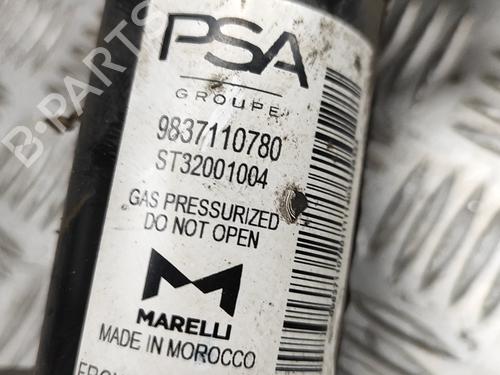 PSA
GROUPE
9837110780
ST32001004
GAS PRESSURIZED
DO NOT OPEN
MARELLI
MADE IN MOROCCO
B-PARTS